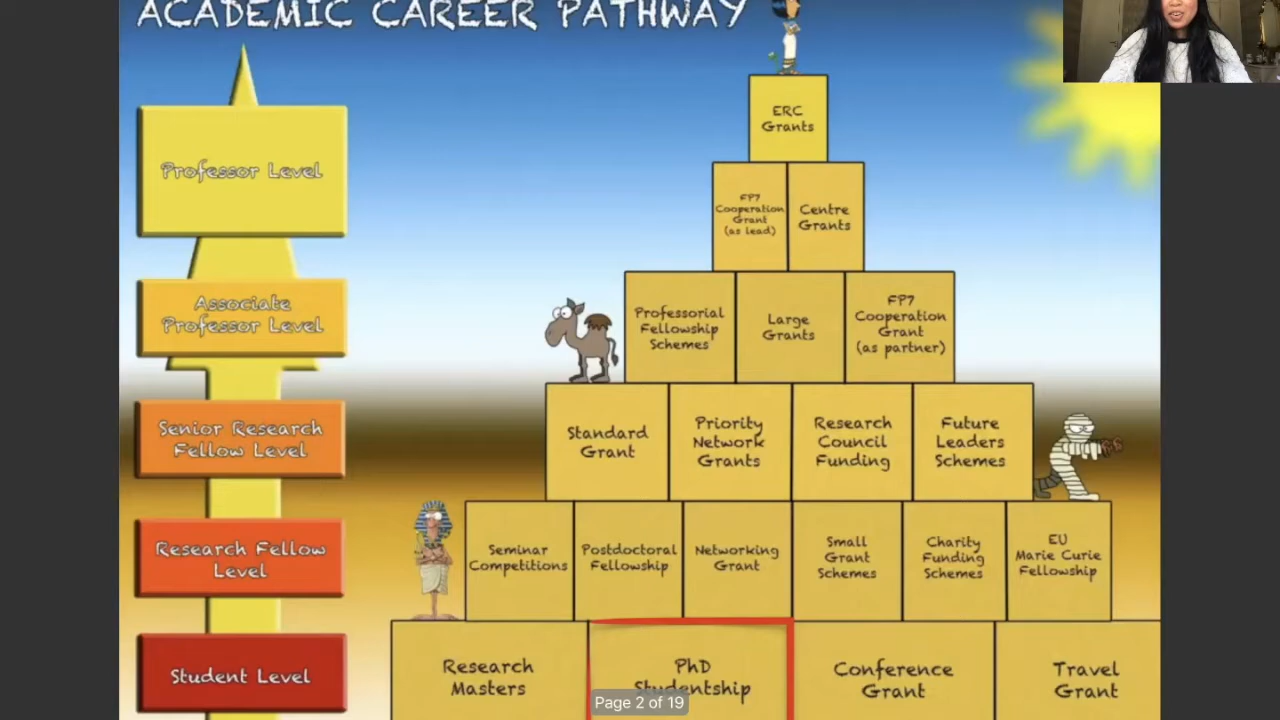 ACADEMIC CAREER PATHWAY
Professor Level
Associate
Professor Level
Senior Research
Fellow Level
Research Fellow
Level
Student Level
ERC
Grants
FP7
Cooperation
Grant
(as lead)
Centre
Grants
Professorial
Fellowship
Schemes
Large
Grants
FP7
Cooperation
Grant
(as partner)
Standard
Grant
Priority
Network
Grants
Research
Council
Funding
Future
Leaders
Schemes
Seminar
Competitions
Postdoctoral
Fellowship
Networking
Grant
Small
Grant
Schemes
Charity
Funding
Schemes
EU
Marie Curie
Fellowship
Research
Masters
PhD
Studentship
Conference
Grant
Travel
Grant
Page 2 of 19